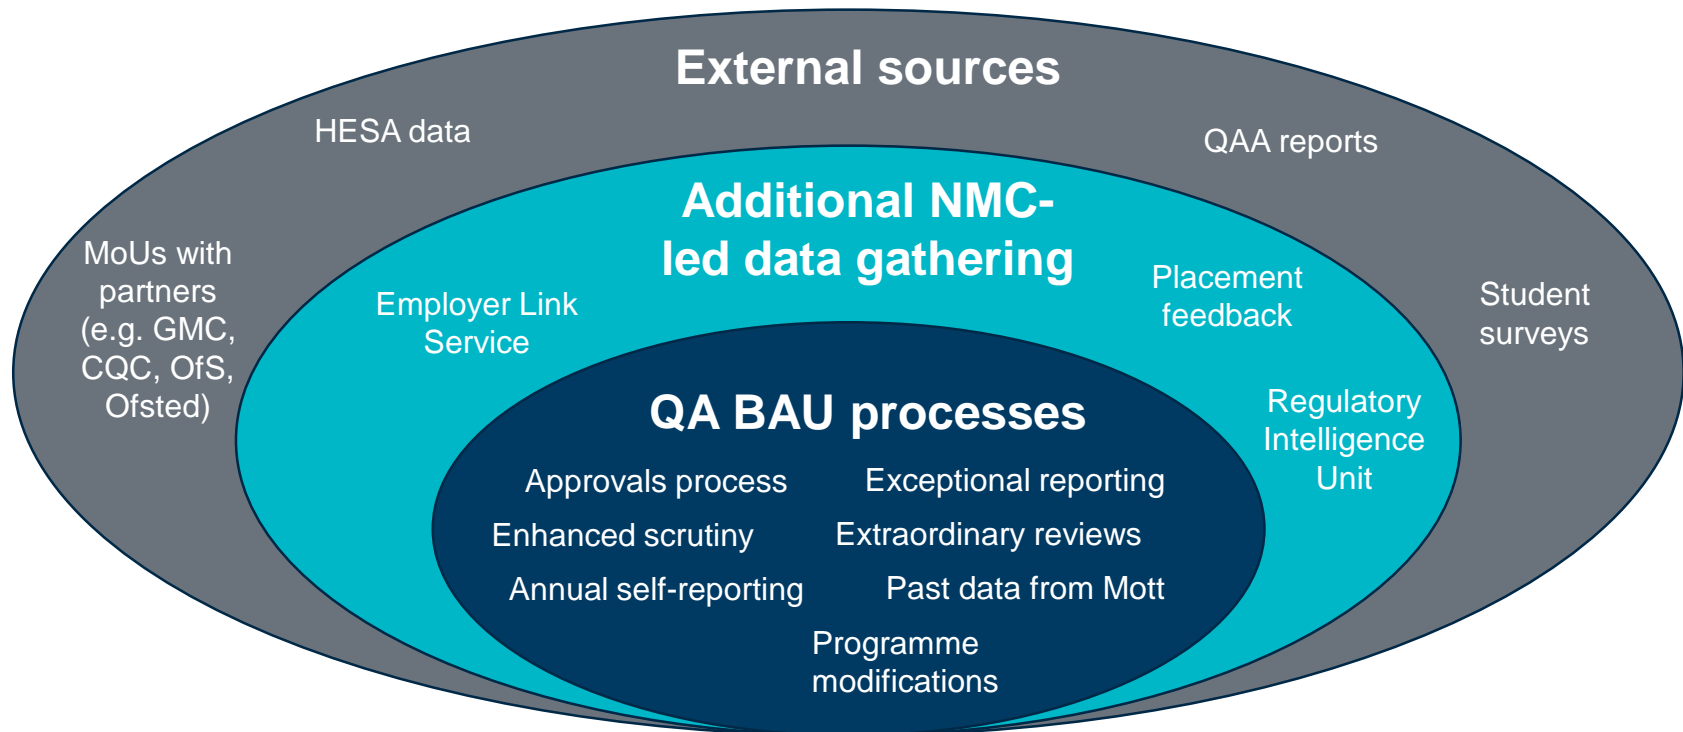 External sources
HESA data
QAA reports
MoUs with
partners
(e.g. GMC,
CQC, OfS,
Ofsted)
Student
surveys
Additional NMC-
led data gathering
Employer Link
Service
Placement
feedback
Regulatory
Intelligence
Unit
QA BAU processes
Approvals process
Exceptional reporting
Enhanced scrutiny
Extraordinary reviews
Annual self-reporting
Past data from Mott
Programme
modifications